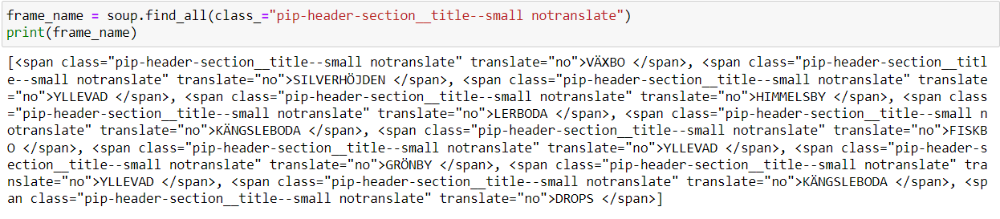 frame_name = soup.find_all(class_="pip-header-section__title--small notranslate")
print(frame_name)
[<span class="pip-header-section__title--small notranslate" translate="no">VÄXBO </span>, <span class="pip-header-section__titl
e--small notranslate" translate="no">SILVERHÖJDEN </span>, <span class="pip-header-section__title--small notranslate" translate
="no">YLLEVAD </span>, <span class="pip-header-section__title--small notranslate" translate="no">HIMMELSBY </span>, <span class
="pip-header-section__title--small notranslate" translate="no">LERBODA </span>, <span class="pip-header-section__title--small n
otranslate" translate="no">KÄNGSLEBODA </span>, <span class="pip-header-section__title--small notranslate" translate="no">FISKB
O </span>, <span class="pip-header-section__title--small notranslate" translate="no">YLLEVAD </span>, <span class="pip-header-s
ection__title--small notranslate" translate="no">GRÖNBY </span>, <span class="pip-header-section__title--small notranslate" tra
nslate="no">YLLEVAD </span>, <span class="pip-header-section__title--small notranslate" translate="no">KÄNGSLEBODA </span>, <sp
an class="pip-header-section__title--small notranslate" translate="no">DROPS </span>]